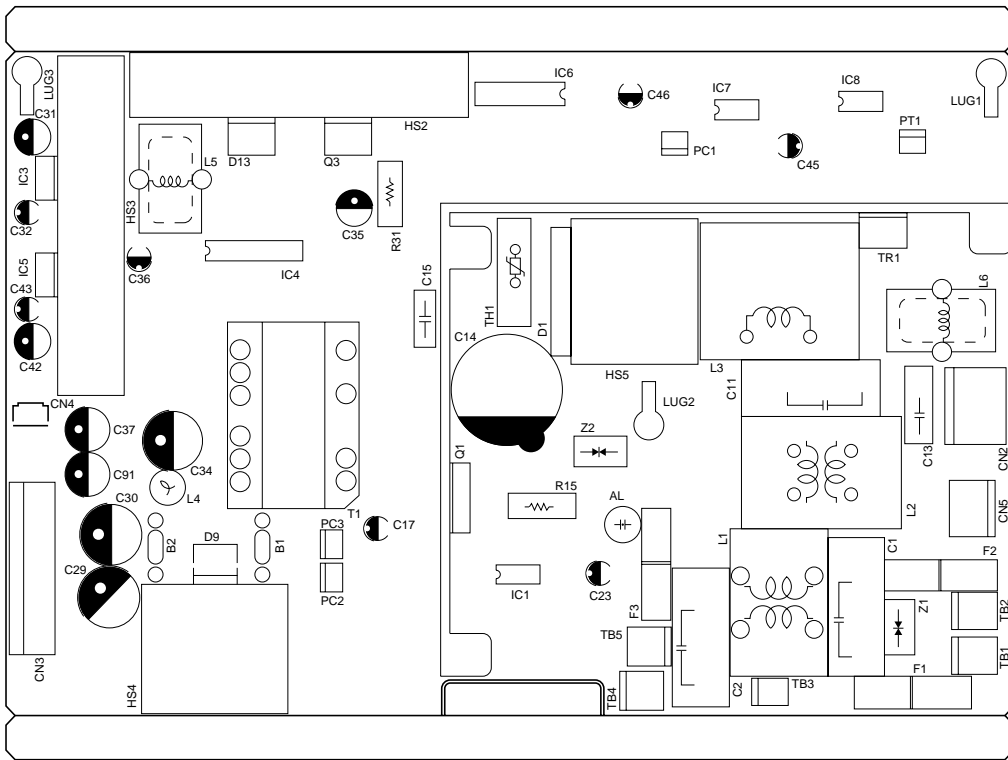 IC6
C46
IC7
IC8
LUG1
LUG3
C31
HS2
PC1
C45
PT1
D13
Q3
L5
IC3
HS3
C32
C35
R31
IC4
C36
IC5
C43
C42
C15
TH1
D1
C14
HS5
TR1
L6
L3
C11
LUG2
CN4
C37
C91
C34
L4
Z2
Q1
C13
CN2
R15
AL
L2
CN5
C30
T1
B2
D9
B1
PC3
C17
PC2
C29
L1
C1
F2
IC1
C23
F3
Z1
TB2
TB1
TB5
TB4
C2
TB3
F1
CN3
HS4